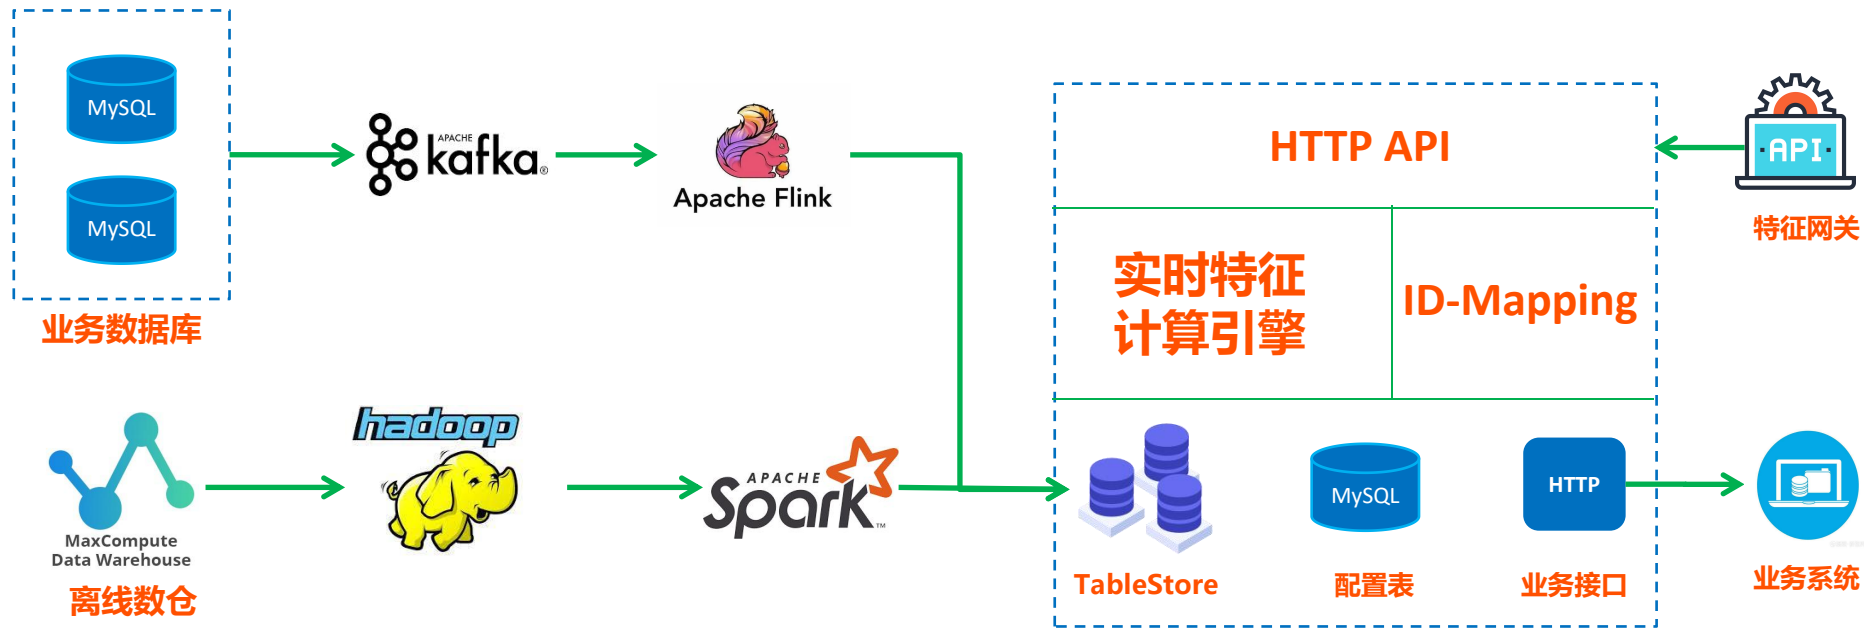 MySQL
MySQL
业务数据库
APACHE
kafka®
Apache Flink
HTTP API
实时特征
计算引擎
ID-Mapping
API
特征网关
MaxCompute
Data Warehouse
离线数仓
hadoop
APACHE
Spark™
TableStore
MySQL
配置表
HTTP
业务接口
业务系统